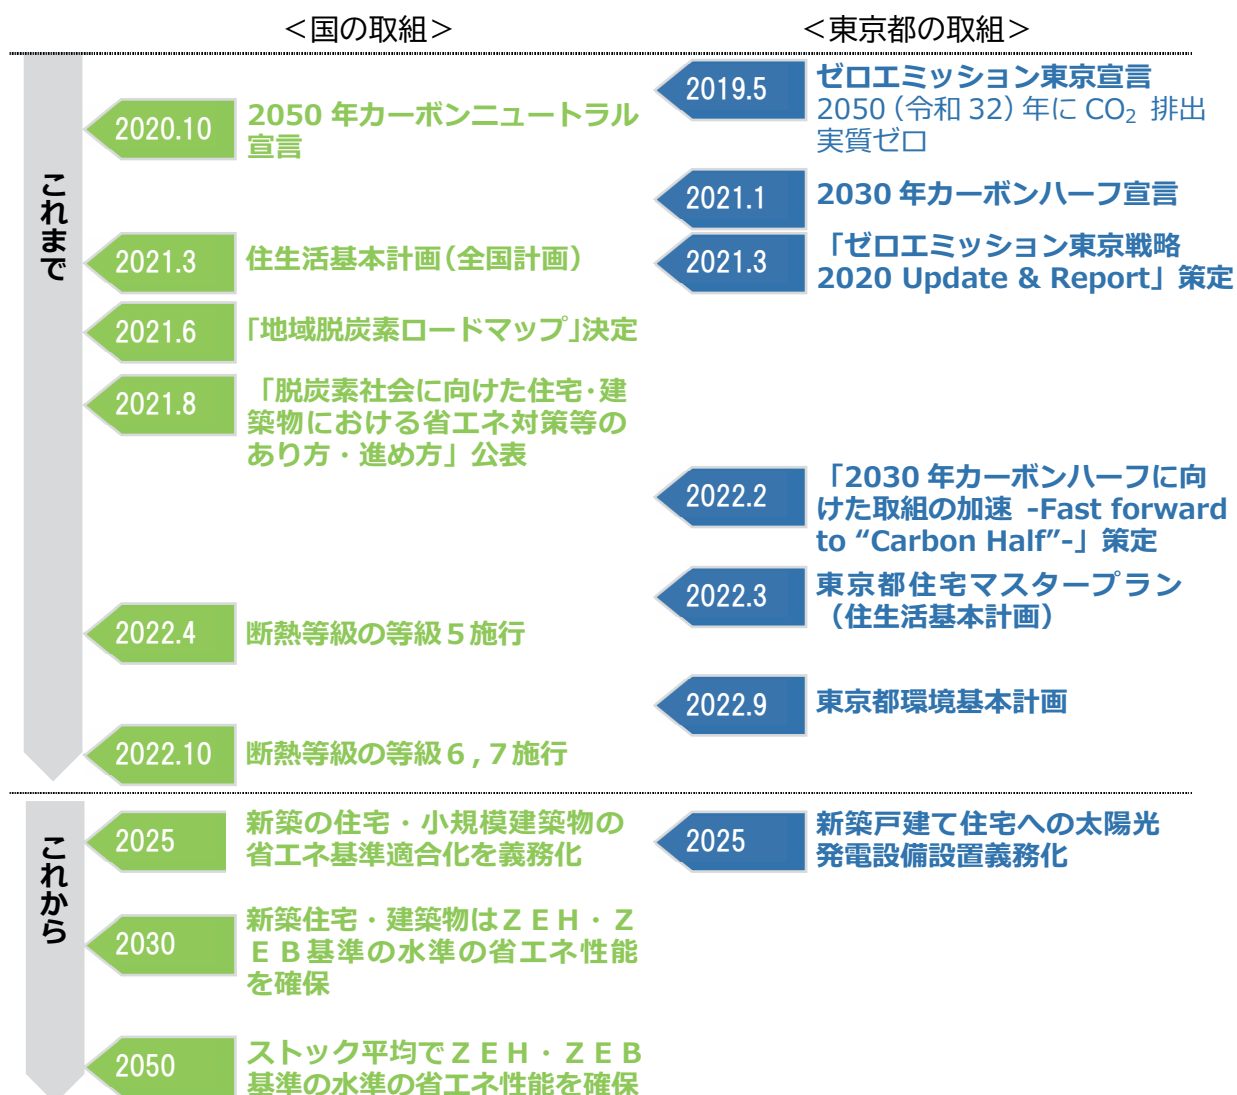 ＜国の取組＞
＜東京都の取組＞
これまで
2020.10
2050 年カーボンニュートラル
宣言
2021.3
住生活基本計画（全国計画）
2021.6
「地域脱炭素ロードマップ」決定
2021.8
「脱炭素社会に向けた住宅・建
築物における省エネ対策等の
あり方・進め方」公表
2022.4
断熱等級の等級５施行
2022.10
断熱等級の等級６,７施行
2019.5
ゼロエミッション東京宣言
2050（令和 32）年に CO₂ 排出
実質ゼロ
2021.1
2030 年カーボンハーフ宣言
2021.3
「ゼロエミッション東京戦略
2020 Update & Report」策定
2022.2
「2030 年カーボンハーフに向
けた取組の加速 -Fast forward
to “Carbon Half”-」策定
2022.3
東京都住宅マスタープラン
（住生活基本計画）
2022.9
東京都環境基本計画
これから
2025
新築の住宅・小規模建築物の
省エネ基準適合化を義務化
2030
新築住宅・建築物はＺＥＨ・Ｚ
ＥＢ基準の水準の省エネ性能
を確保
2050
ストック平均でＺＥＨ・ＺＥＢ
基準の水準の省エネ性能を確保
2025
新築戸建て住宅への太陽光
発電設備設置義務化